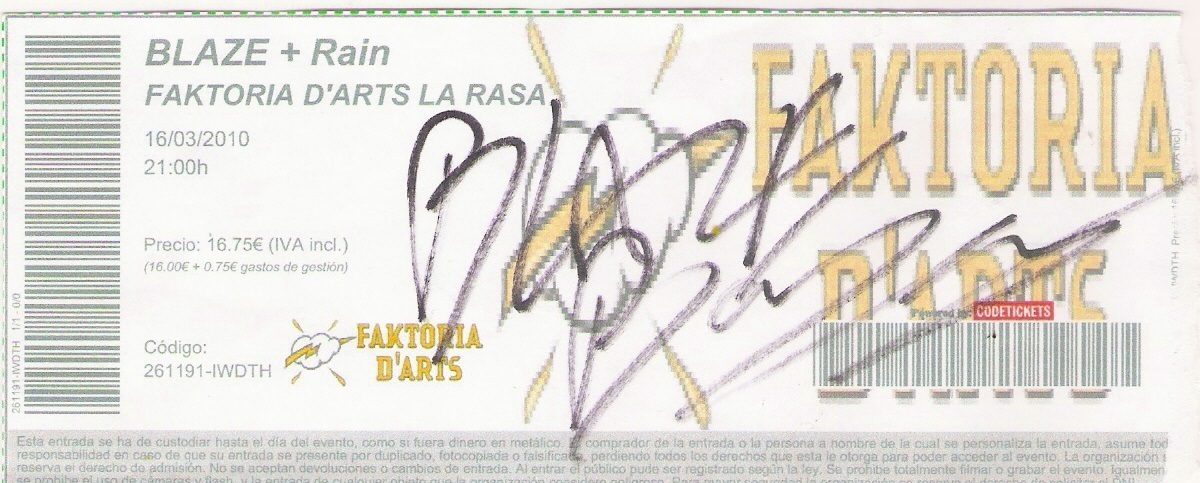 BLAZE + Rain
FAKTORIA D'ARTS LA RASA
16/03/2010
21:00h
Precio: 16.75€ (IVA incl.)
(16.00€ + 0.75€ gastos de gestión)
Código:
261191-IWDTH
FAKTORIA
D'ARTS
261191-IWDTH 1/1 - 0/0
BLAZE
FAKTORIA
D'ARTS
Powered by: CODETICKETS
Esta entrada se ha de custodiar hasta el día del evento, como si fuera dinero en metálico. El comprador de la entrada o la persona a nombre de la cual se personaliza la entrada, asume tod
responsabilidad en caso de que su entrada se presente por duplicado, fotocopiada o falsificada, perdiendo todos los derechos que esta le otorga para poder acceder al evento. La organización s
reserva el derecho de admisión. No se aceptan devoluciones o cambios de entrada. Al entrar el público puede ser registrado según la ley. Se prohibe totalmente filmar o grabar el evento. Igualmen